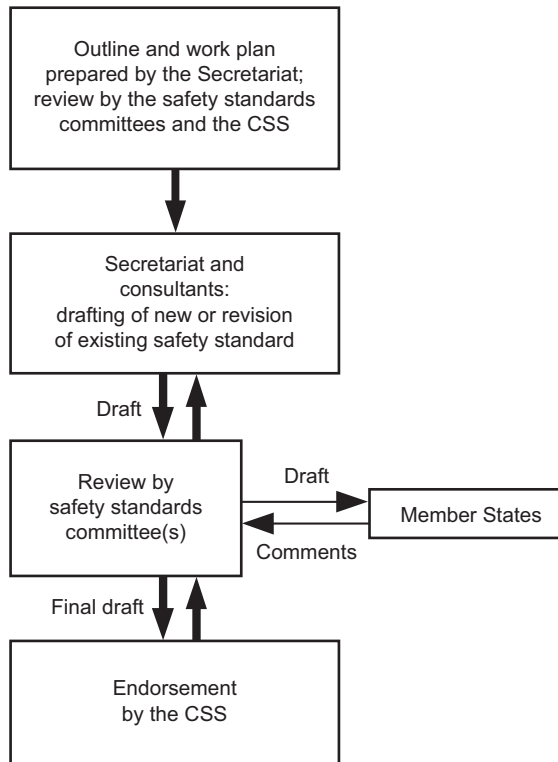 Outline and work plan
prepared by the Secretariat;
review by the safety standards
committees and the CSS
Secretariat and
consultants:
drafting of new or revision
of existing safety standard
Draft
Review by
safety standards
committee(s)
Draft
Member States
Comments
Final draft
Endorsement
by the CSS